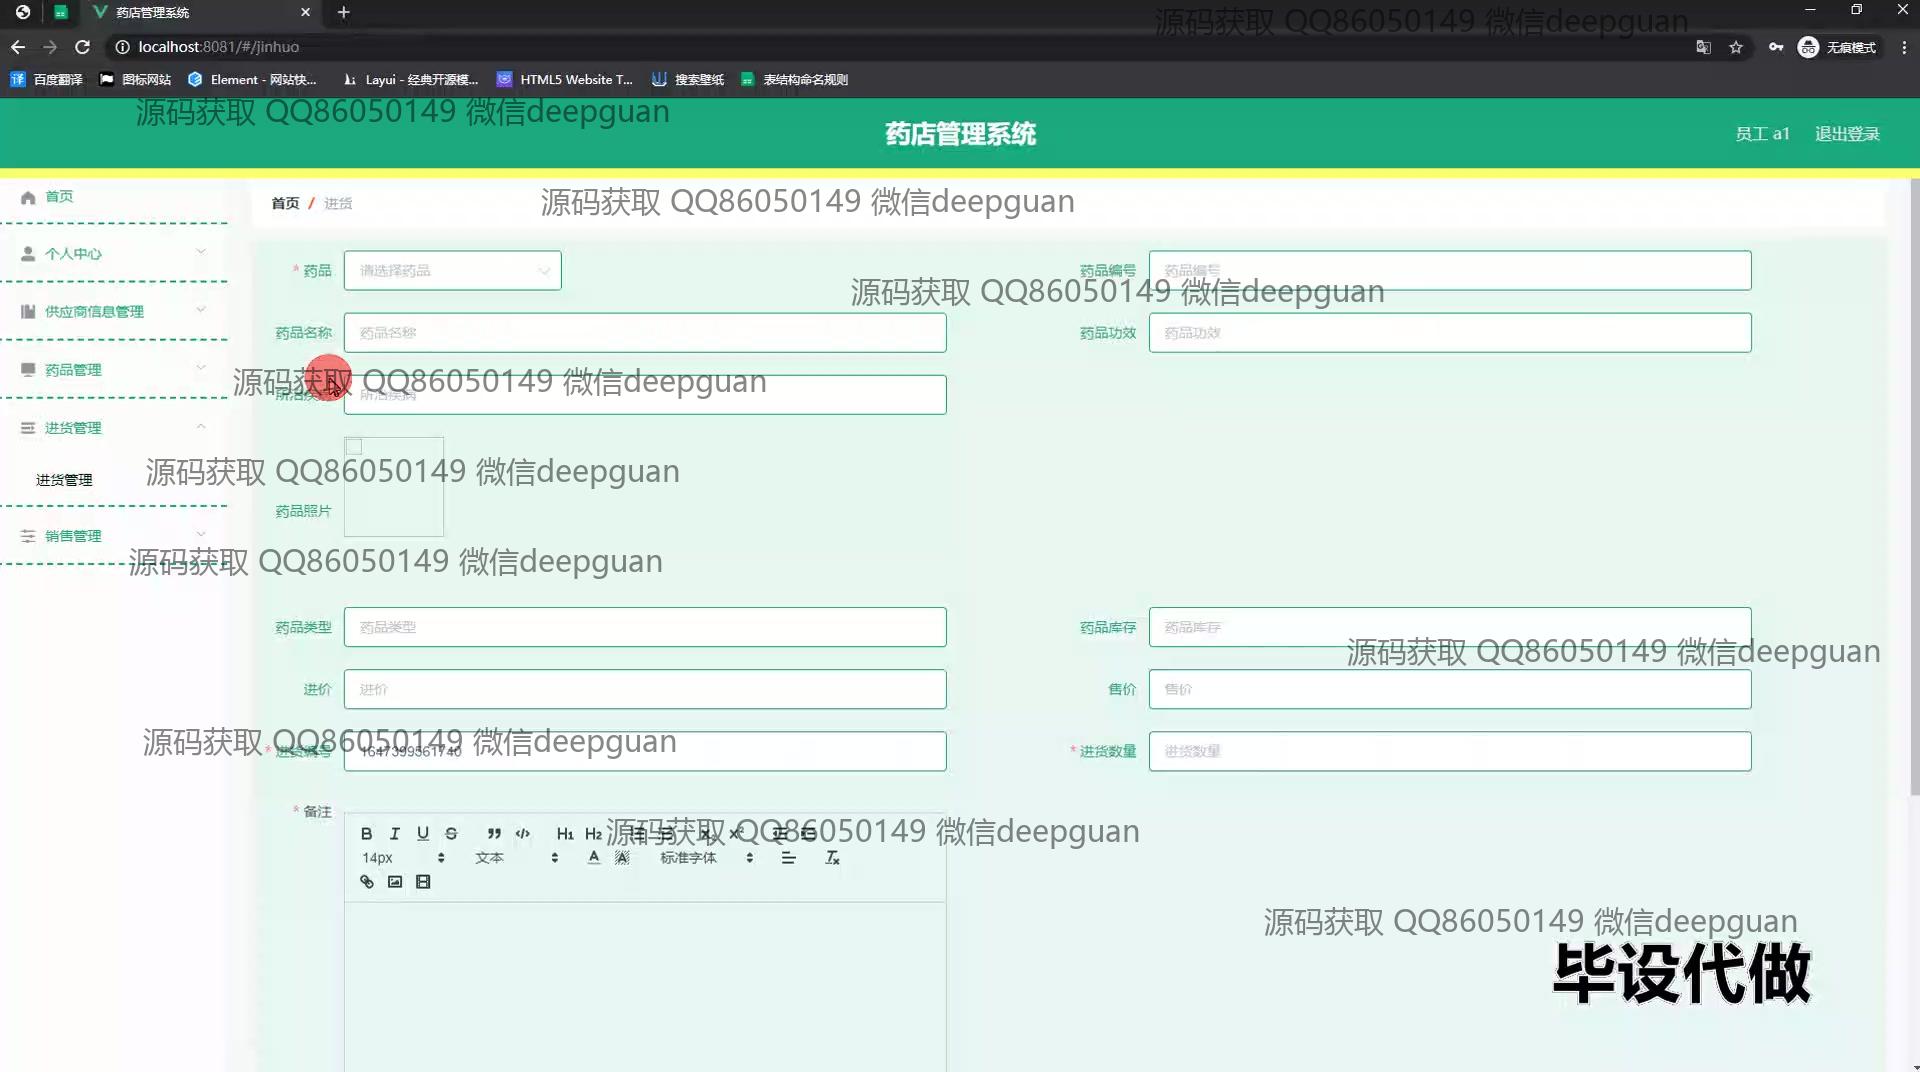 药店管理系统
localhost:8081/#/jinhuo
无痕模式
百度翻译
图标网站
Element - 网站快...
Layui - 经典开源模...
HTML5 Website T...
搜索壁纸
表结构命名规则
源码获取 QQ86050149 微信deepguan
源码获取 QQ86050149 微信deepguan
药店管理系统
员工 a1
退出登录
首页
个人中心
供应商信息管理
药品管理
进货管理
进货管理
销售管理
首页 / 进货
源码获取 QQ86050149 微信deepguan
* 药品
请选择药品
药品编号
药品编号
源码获取 QQ86050149 微信deepguan
药品名称
药品名称
药品功效
药品功效
源码获取 QQ86050149 微信deepguan
源码获取 QQ86050149 微信deepguan
药品照片
源码获取 QQ86050149 微信deepguan
药品类型
药品类型
药品库存
药品库存
源码获取 QQ86050149 微信deepguan
进价
进价
售价
售价
源码获取 QQ86050149 微信deepguan
* 进货编号
1647399561740
* 进货数量
进货数量
* 备注
B I U S H1 H2
源码获取 QQ86050149 微信deepguan
14px 文本 标准字体
源码获取 QQ86050149 微信deepguan
毕设代做